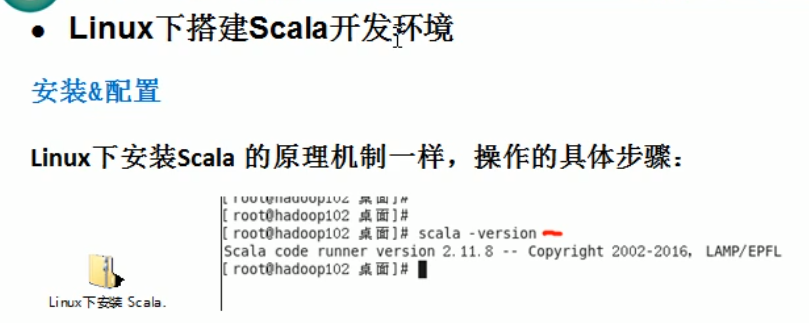 Linux下搭建Scala开发环境
安装&配置
Linux下安装Scala 的原理机制一样，操作的具体步骤：
[root@hadoop102 桌面]#
[root@hadoop102 桌面]#
[root@hadoop102 桌面]# scala -version
Scala code runner version 2.11.8 -- Copyright 2002-2016, LAMP/EPFL
[root@hadoop102 桌面]#
Linux下安装 Scala.